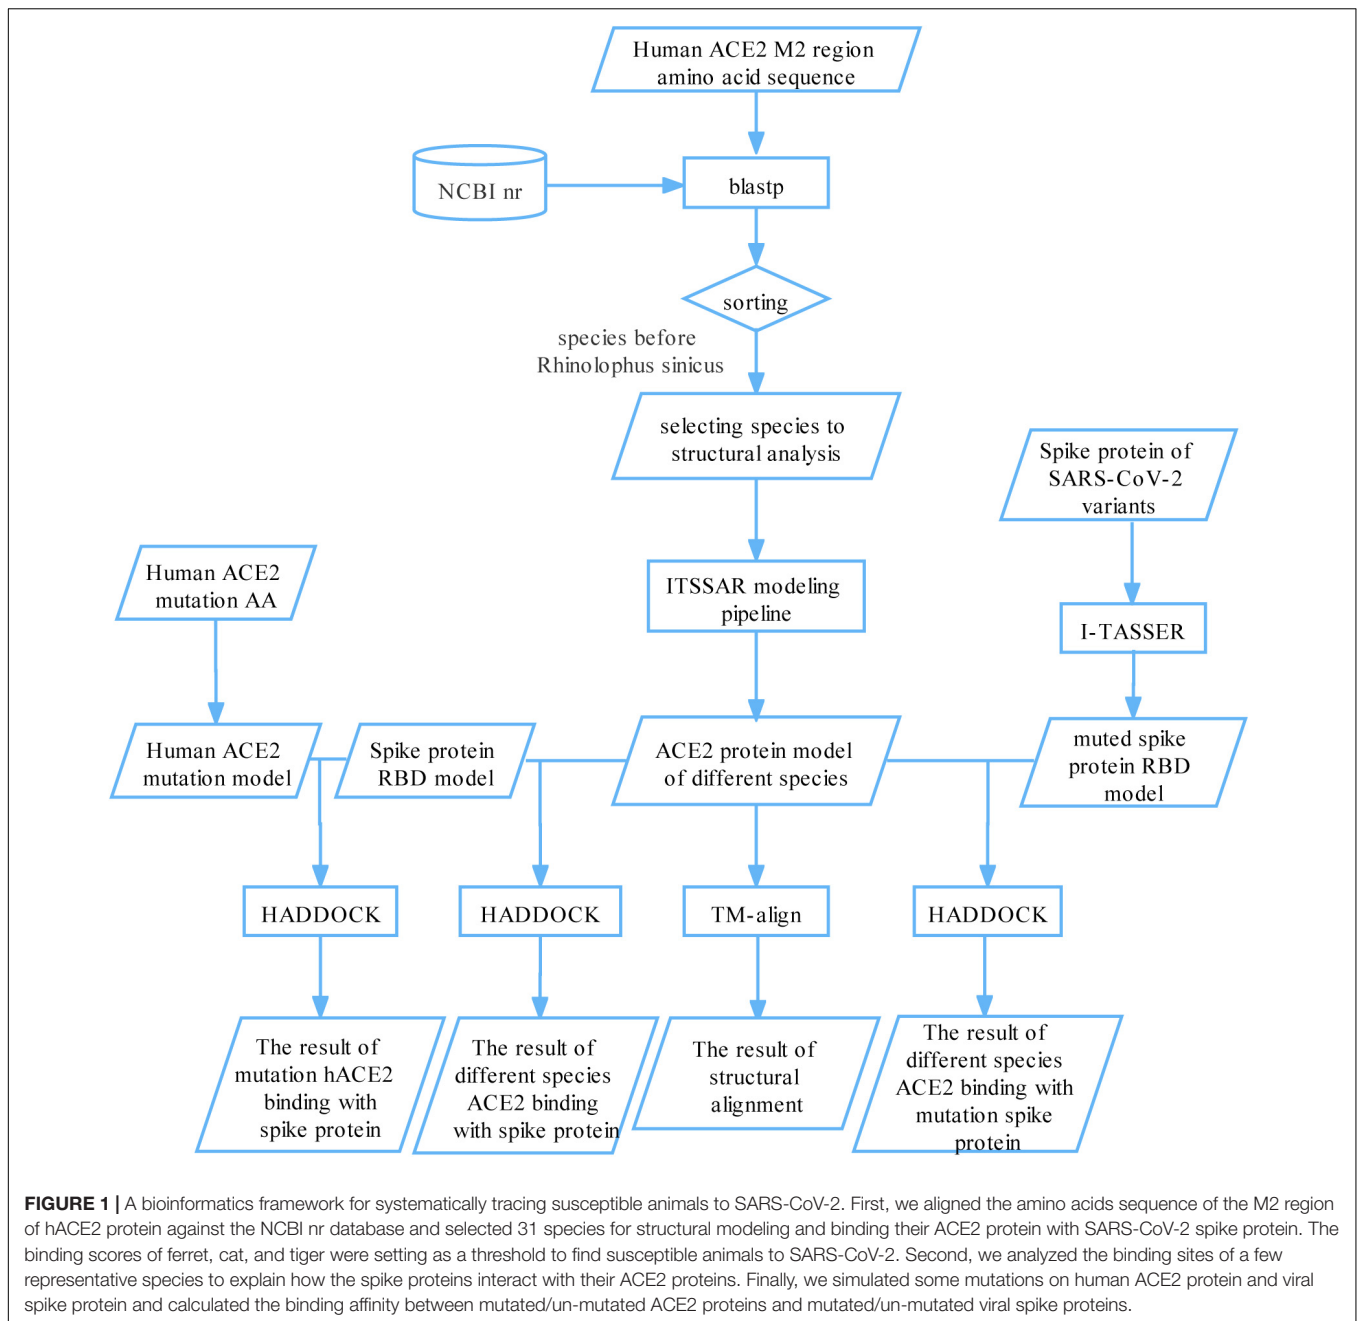 Human ACE2 M2 region
amino acid sequence
NCBI nr
blastp
sorting
species before
Rhinolophus sinicus
selecting species to
structural analysis
Spike protein of
SARS-CoV-2
variants
Human ACE2
mutation AA
ITSSAR modeling
pipeline
I-TASSER
Human ACE2
mutation model
Spike protein
RBD model
ACE2 protein model
of different species
muted spike
protein RBD
model
HADDOCK
HADDOCK
TM-align
HADDOCK
The result of
mutation hACE2
binding with
spike protein
The result of
different species
ACE2 binding
with spike protein
The result of
structural
alignment
The result of
different species
ACE2 binding with
mutation spike
protein
FIGURE 1 | A bioinformatics framework for systematically tracing susceptible animals to SARS-CoV-2. First, we aligned the amino acids sequence of the M2 region
of hACE2 protein against the NCBI nr database and selected 31 species for structural modeling and binding their ACE2 protein with SARS-CoV-2 spike protein. The
binding scores of ferret, cat, and tiger were setting as a threshold to find susceptible animals to SARS-CoV-2. Second, we analyzed the binding sites of a few
representative species to explain how the spike proteins interact with their ACE2 proteins. Finally, we simulated some mutations on human ACE2 protein and viral
spike protein and calculated the binding affinity between mutated/un-mutated ACE2 proteins and mutated/un-mutated viral spike proteins.